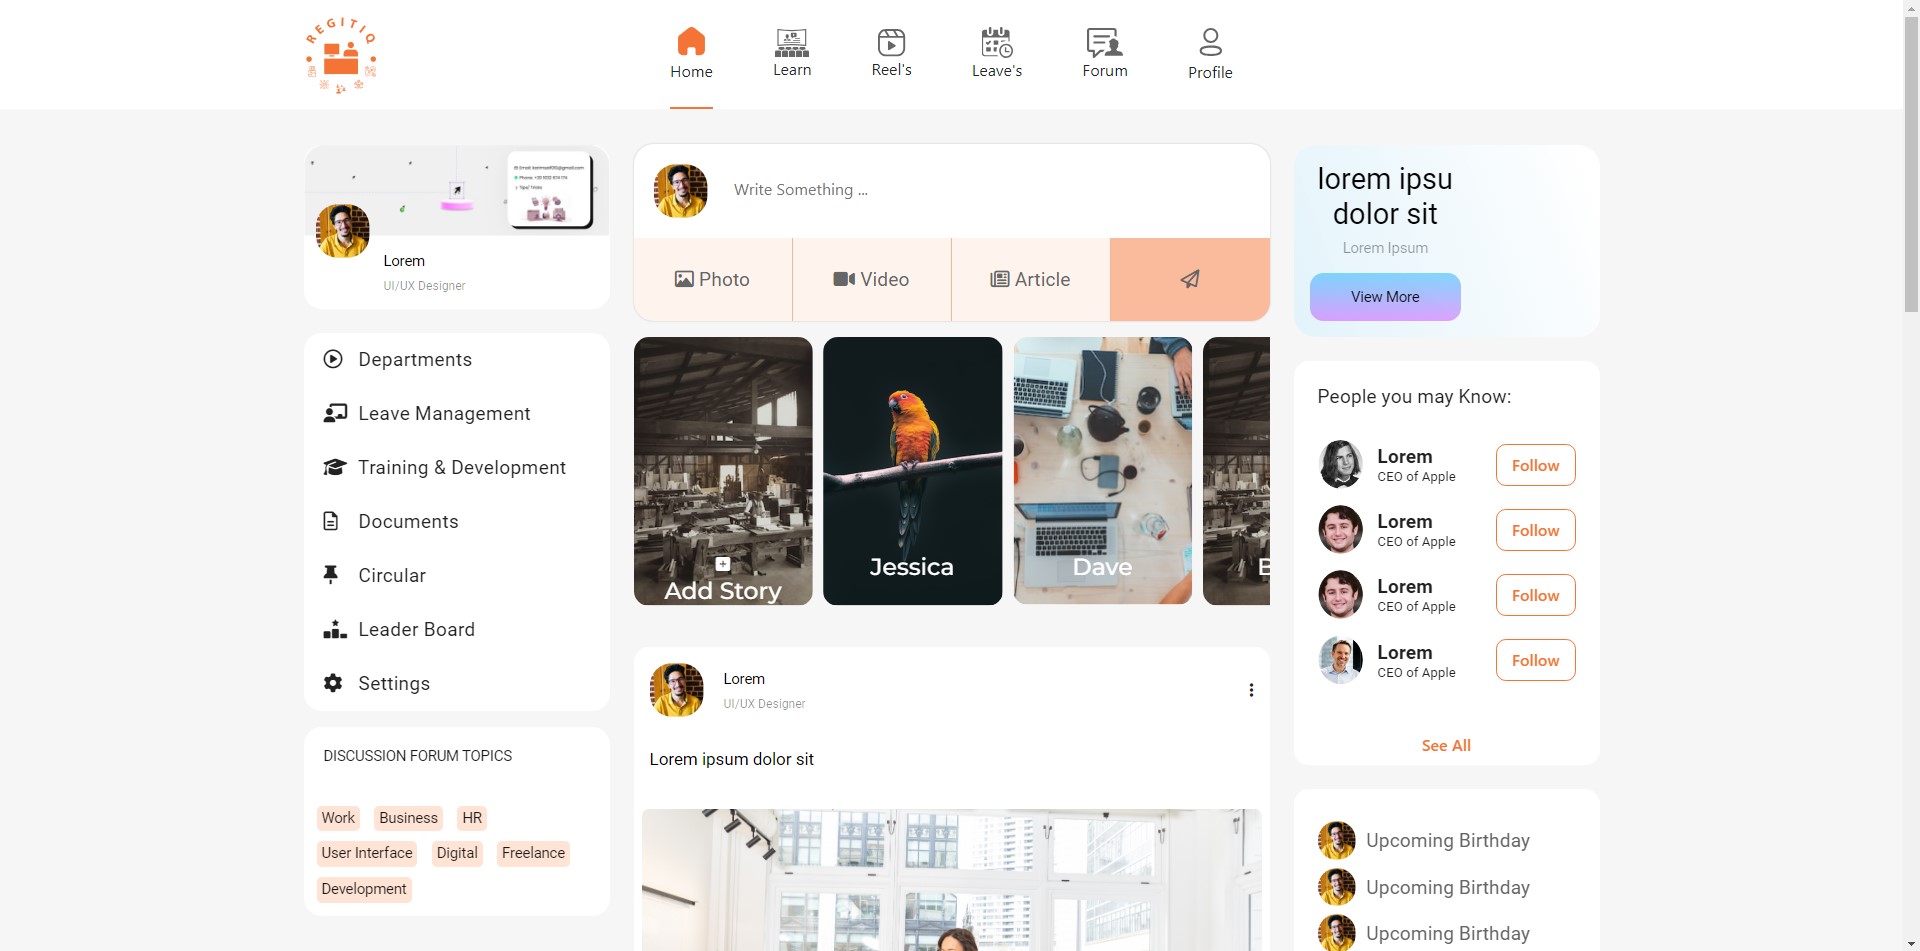 REGITIQ
Home
Learn
Reel's
Leave's
Forum
Profile
Lorem
UI/UX Designer
Departments
Leave Management
Training & Development
Documents
Circular
Leader Board
Settings
DISCUSSION FORUM TOPICS
Work Business HR
User Interface Digital Freelance
Development
Write Something ...
Photo Video Article
Add Story
Jessica
Dave
Lorem
UI/UX Designer
Lorem ipsum dolor sit
lorem ipsu
dolor sit
Lorem Ipsum
View More
People you may Know:
Lorem
CEO of Apple
Follow
Lorem
CEO of Apple
Follow
Lorem
CEO of Apple
Follow
Lorem
CEO of Apple
Follow
See All
Upcoming Birthday
Upcoming Birthday
Upcoming Birthday